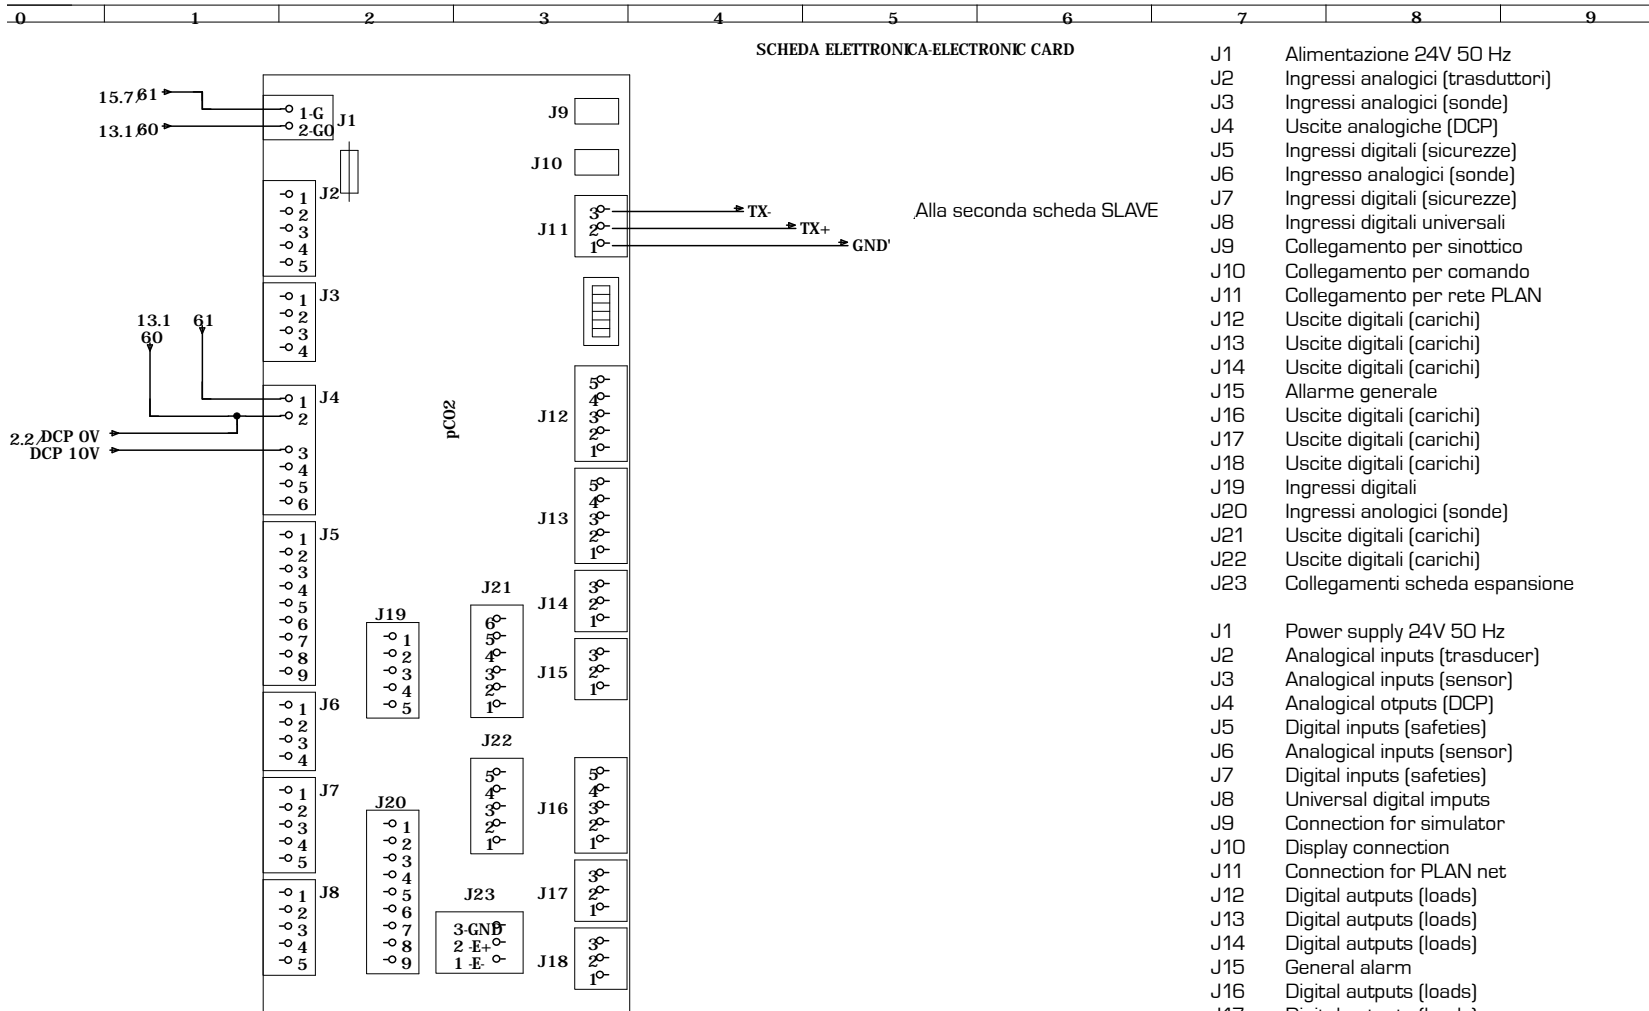 0 1 2 3 4 5 6 7 8 9
SCHEDA ELETTRONICA-ELECTRONIC CARD
15.7/61
13.1/60
1-G
2-G0
J1
J2
1
2
3
4
5
J3
1
2
3
4
13.1
60
61
J4
1
2
3
4
5
6
2.2/DCP 0V
DCP 10V
J5
1
2
3
4
5
6
7
8
9
J6
1
2
3
4
J7
1
2
3
4
5
J8
1
2
3
4
5
J19
1
2
3
4
5
J20
1
2
3
4
5
6
7
8
9
pCO2
J21
6
5
4
3
2
1
J22
5
4
3
2
1
J23
3-GND
2 -E+
1 -E-
J9
J10
J11
3
2
1
TX-
TX+
GND'
Alla seconda scheda SLAVE
J12
5
4
3
2
1
J13
5
4
3
2
1
J14
3
2
1
J15
3
2
1
J16
5
4
3
2
1
J17
3
2
1
J18
3
2
1
J1 Alimentazione 24V 50 Hz
J2 Ingressi analogici (trasduttori)
J3 Ingressi analogici (sonde)
J4 Uscite analogiche (DCP)
J5 Ingressi digitali (sicurezze)
J6 Ingresso analogici (sonde)
J7 Ingressi digitali (sicurezze)
J8 Ingressi digitali universali
J9 Collegamento per sinottico
J10 Collegamento per comando
J11 Collegamento per rete PLAN
J12 Uscite digitali (carichi)
J13 Uscite digitali (carichi)
J14 Uscite digitali (carichi)
J15 Allarme generale
J16 Uscite digitali (carichi)
J17 Uscite digitali (carichi)
J18 Uscite digitali (carichi)
J19 Ingressi digitali
J20 Ingressi anologici (sonde)
J21 Uscite digitali (carichi)
J22 Uscite digitali (carichi)
J23 Collegamenti scheda espansione
J1 Power supply 24V 50 Hz
J2 Analogical inputs (trasducer)
J3 Analogical inputs (sensor)
J4 Analogical otputs (DCP)
J5 Digital inputs (safeties)
J6 Analogical inputs (sensor)
J7 Digital inputs (safeties)
J8 Universal digital imputs
J9 Connection for simulator
J10 Display connection
J11 Connection for PLAN net
J12 Digital autputs (loads)
J13 Digital autputs (loads)
J14 Digital autputs (loads)
J15 General alarm
J16 Digital autputs (loads)